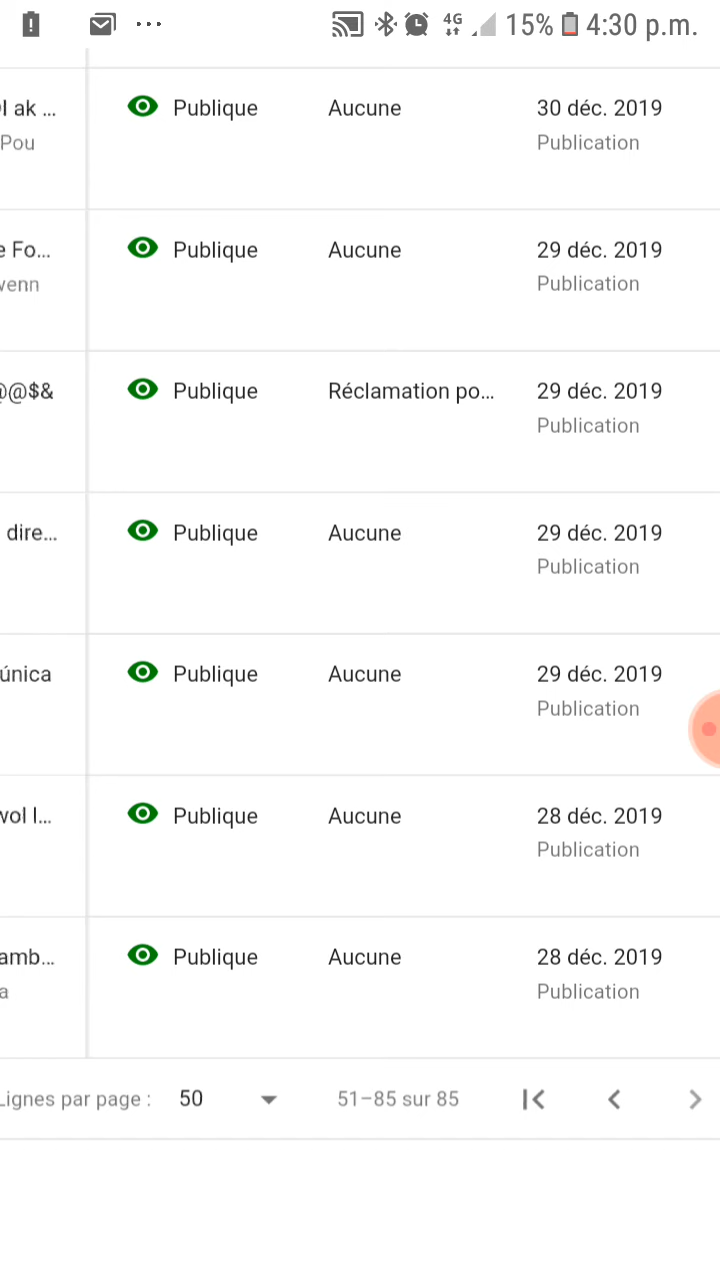 4G 15% 4:30 p.m.
l ak ... Publique Aucune 30 déc. 2019
Pou Publication
e Fo... Publique Aucune 29 déc. 2019
venn Publication
@@$& Publique Réclamation po... 29 déc. 2019
Publication
dire... Publique Aucune 29 déc. 2019
Publication
única Publique Aucune 29 déc. 2019
Publication
wol l... Publique Aucune 28 déc. 2019
Publication
amb... Publique Aucune 28 déc. 2019
a Publication
Lignes par page : 50 51–85 sur 85